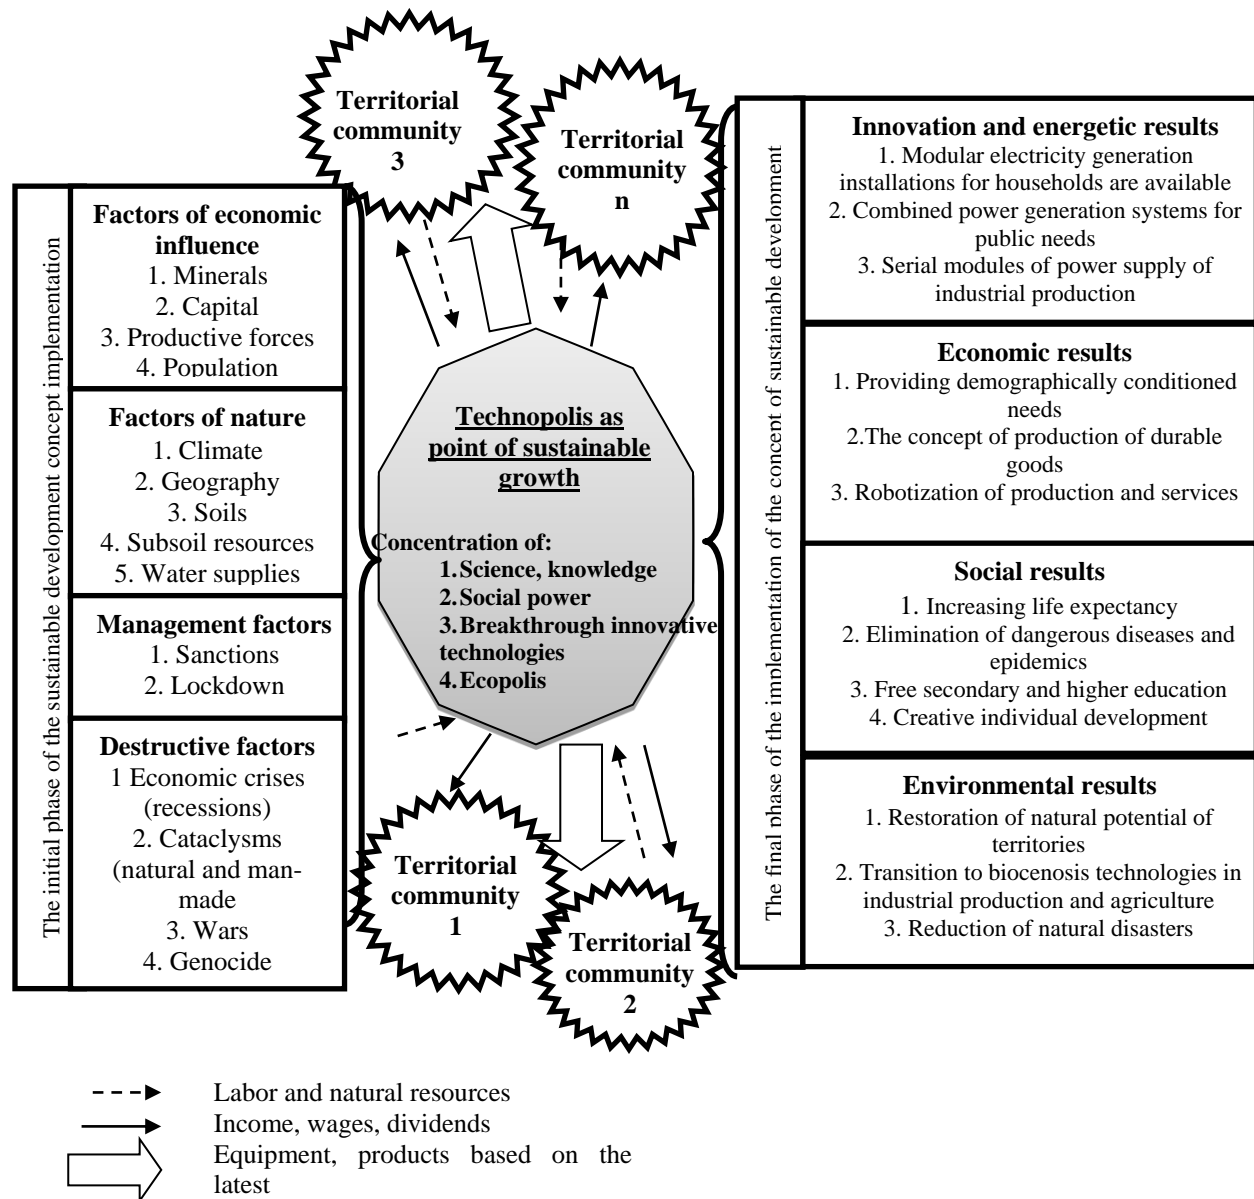 The initial phase of the sustainable development concept implementation
Factors of economic
influence
1. Minerals
2. Capital
3. Productive forces
4. Population
Factors of nature
1. Climate
2. Geography
3. Soils
4. Subsoil resources
5. Water supplies
Management factors
1. Sanctions
2. Lockdown
Destructive factors
1 Economic crises
(recessions)
2. Cataclysms
(natural and man-
made
3. Wars
4. Genocide
Territorial
community
3
Territorial
community
n
Technopolis as
point of sustainable
growth
Concentration of:
1.Science, knowledge
2.Social power
3.Breakthrough innovative
technologies
4.Ecopolis
Territorial
community
1
Territorial
community
2
The final phase of the implementation of the concept of sustainable development
Innovation and energetic results
1. Modular electricity generation
installations for households are available
2. Combined power generation systems for
public needs
3. Serial modules of power supply of
industrial production
Economic results
1. Providing demographically conditioned
needs
2.The concept of production of durable
goods
3. Robotization of production and services
Social results
1. Increasing life expectancy
2. Elimination of dangerous diseases and
epidemics
3. Free secondary and higher education
4. Creative individual development
Environmental results
1. Restoration of natural potential of
territories
2. Transition to biocenosis technologies in
industrial production and agriculture
3. Reduction of natural disasters
Labor and natural resources
Income, wages, dividends
Equipment, products based on the
latest